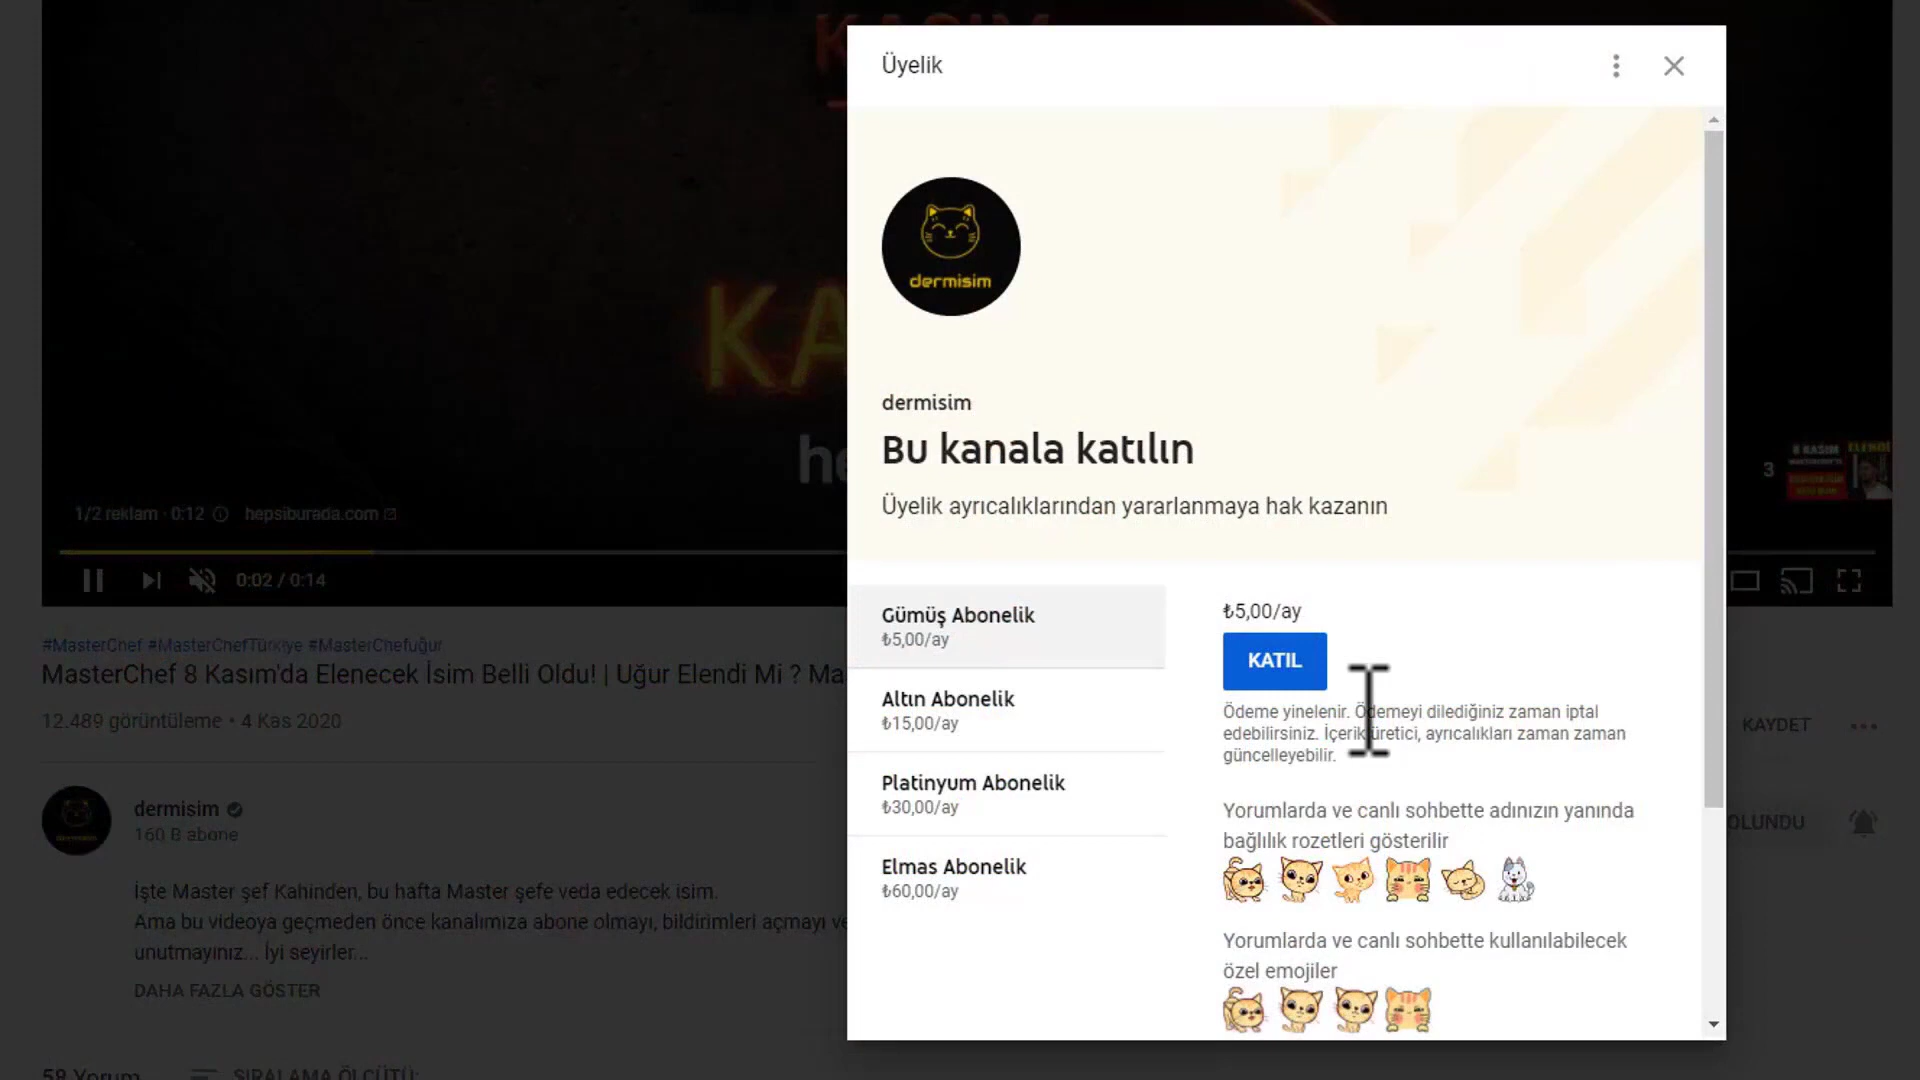 Üyelik
dermisim
dermisim
Bu kanala katılın
Üyelik ayrıcalıklarından yararlanmaya hak kazanın
Gümüş Abonelik
₺5,00/ay
Altın Abonelik
₺15,00/ay
Platinyum Abonelik
₺30,00/ay
Elmas Abonelik
₺60,00/ay
₺5,00/ay
KATIL
Ödeme yinelenir. Ödemeyi dilediğiniz zaman iptal
edebilirsiniz. İçerik üretici, ayrıcalıkları zaman zaman
güncelleyebilir.
Yorumlarda ve canlı sohbette adınızın yanında
bağlılık rozetleri gösterilir
Yorumlarda ve canlı sohbette kullanılabilecek
özel emojiler
KA
he
1/2 reklam · 0:12
hepsiburada.com
0:02 / 0:14
3
8 KASIM
#MasterChef #MasterChefTürkiye #MasterChefuğur
MasterChef 8 Kasım'da Elenecek İsim Belli Oldu! | Uğur Elendi Mi ? Ma
12.489 görüntüleme • 4 Kas 2020
KAYDET
dermisim
160 B abone
OLUNDU
İşte Master şef Kahinden, bu hafta Master şefe veda edecek isim.
Ama bu videoya geçmeden önce kanalımıza abone olmayı, bildirimleri açmayı ve
unutmayınız... İyi seyirler...
DAHA FAZLA GÖSTER
58 Yorum
SIRALAMA ÖLÇÜTÜ: